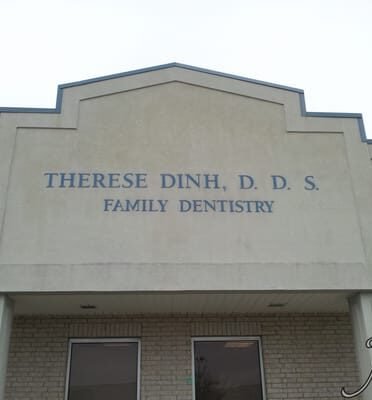 THERESE DINH, D. D. S.
FAMILY DENTISTRY